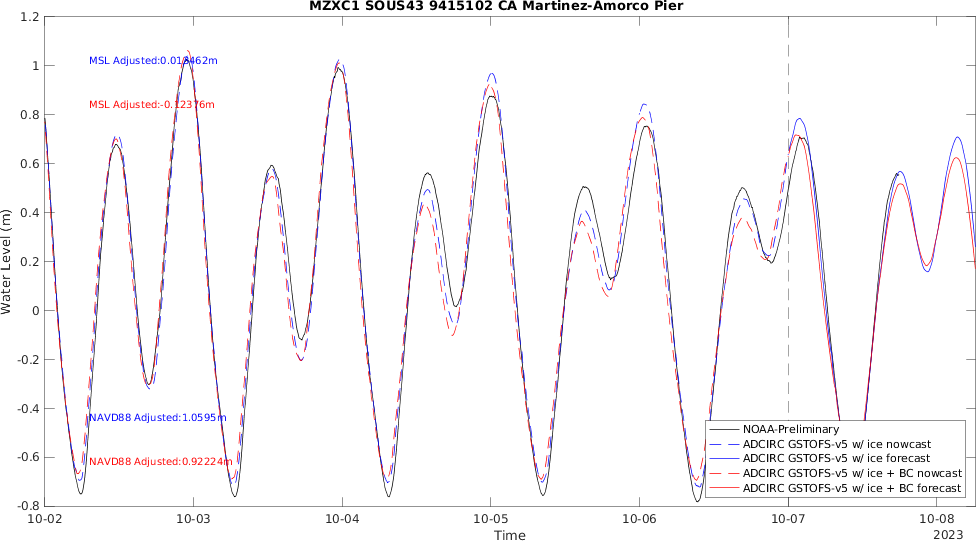 MZXC1 SOUS43 9415102 CA Martinez-Amorco Pier
1.2
1
0.8
0.6
0.4
0.2
0
-0.2
-0.4
-0.6
-0.8
Water Level (m)
MSL Adjusted:0.018462m
MSL Adjusted:-0.12376m
NAVD88 Adjusted:1.0595m
NAVD88 Adjusted:0.92224m
NOAA-Preliminary
ADCIRC GSTOFS-v5 w/ ice nowcast
ADCIRC GSTOFS-v5 w/ ice forecast
ADCIRC GSTOFS-v5 w/ ice + BC nowcast
ADCIRC GSTOFS-v5 w/ ice + BC forecast
10-02 10-03 10-04 10-05 10-06 10-07 10-08
2023
Time